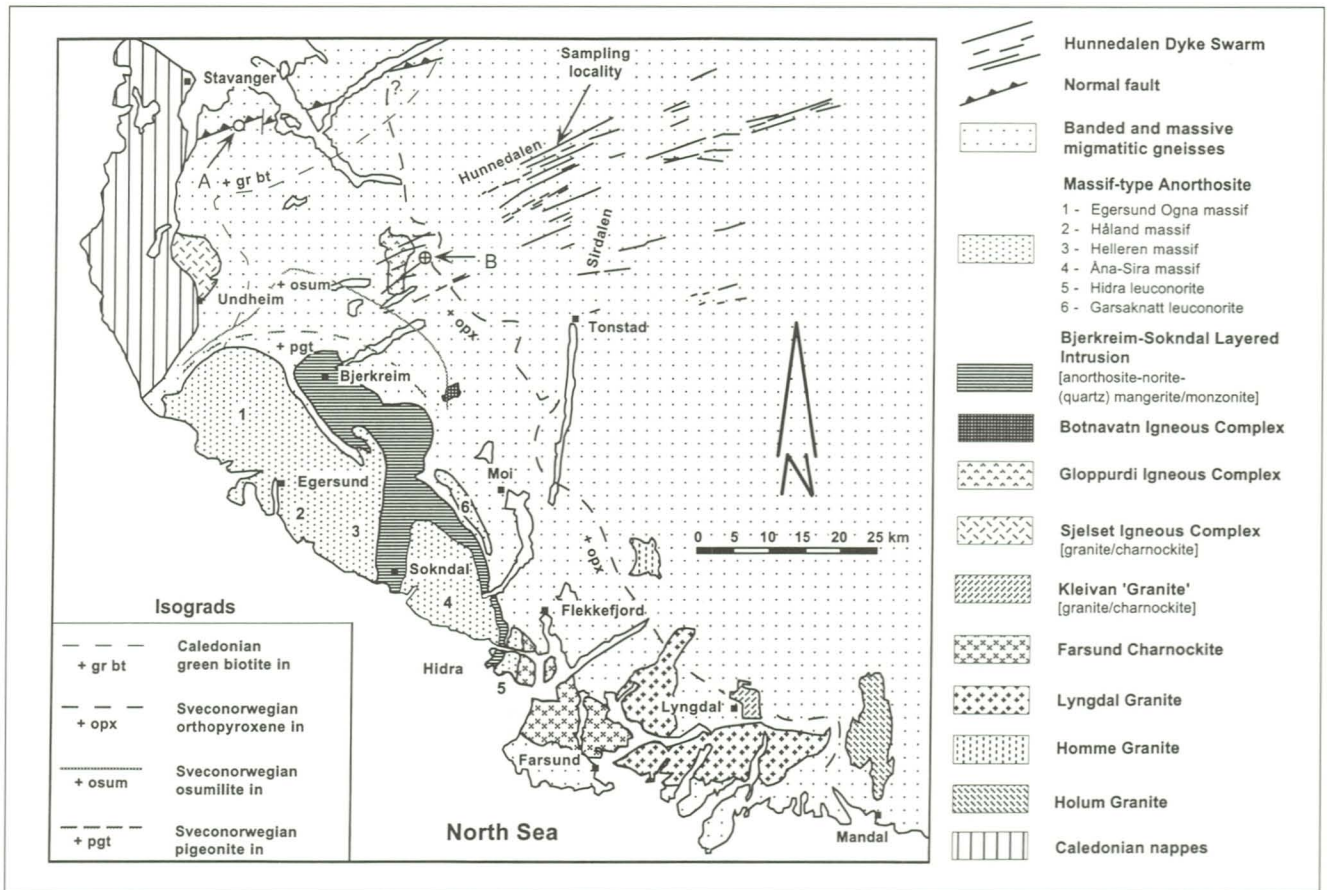 Stavanger
Sampling
locality
?
A
+ gr bt
Hunnedalen
Sirdalen
B
+ osum
Undheim
+ opx
+ pgt
Tonstad
Bjerkreim
1
Moi
Egersund
6
2
3
+ opx
0 5 10 15 20 25 km
N
Sokndal
4
Flekkefjord
Hidra
5
Lyngdal
Farsund
North Sea
Mandal
Isograds
+ gr bt
Caledonian
green biotite in
+ opx
Sveconorwegian
orthopyroxene in
+ osum
Sveconorwegian
osumilite in
+ pgt
Sveconorwegian
pigeonite in
Hunnedalen Dyke Swarm
Normal fault
Banded and massive
migmatitic gneisses
Massif-type Anorthosite
1 - Egersund Ogna massif
2 - Håland massif
3 - Helleren massif
4 - Åna-Sira massif
5 - Hidra leuconorite
6 - Garsaknatt leuconorite
Bjerkreim-Sokndal Layered
Intrusion
[anorthosite-norite-
(quartz) mangerite/monzonite]
Botnavatn Igneous Complex
Gloppurdi Igneous Complex
Sjelset Igneous Complex
[granite/charnockite]
Kleivan 'Granite'
[granite/charnockite]
Farsund Charnockite
Lyngdal Granite
Homme Granite
Holum Granite
Caledonian nappes